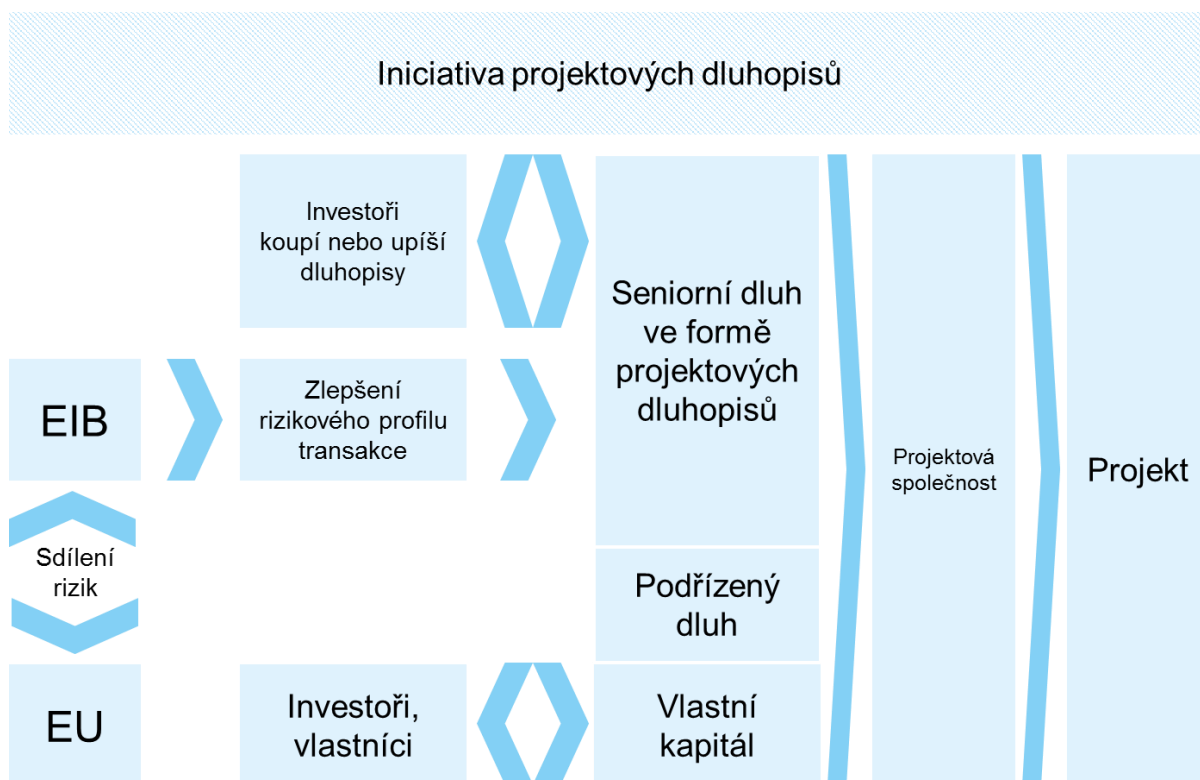 Iniciativa projektových dluhopisů
Investoři
koupí nebo upíší
dluhopisy
Seniorní dluh
ve formě
projektových
dluhopisů
EIB
Zlepšení
rizikového profilu
transakce
Projektová
společnost
Projekt
Sdílení
rizik
Podřízený
dluh
EU
Investoři,
vlastníci
Vlastní
kapitál